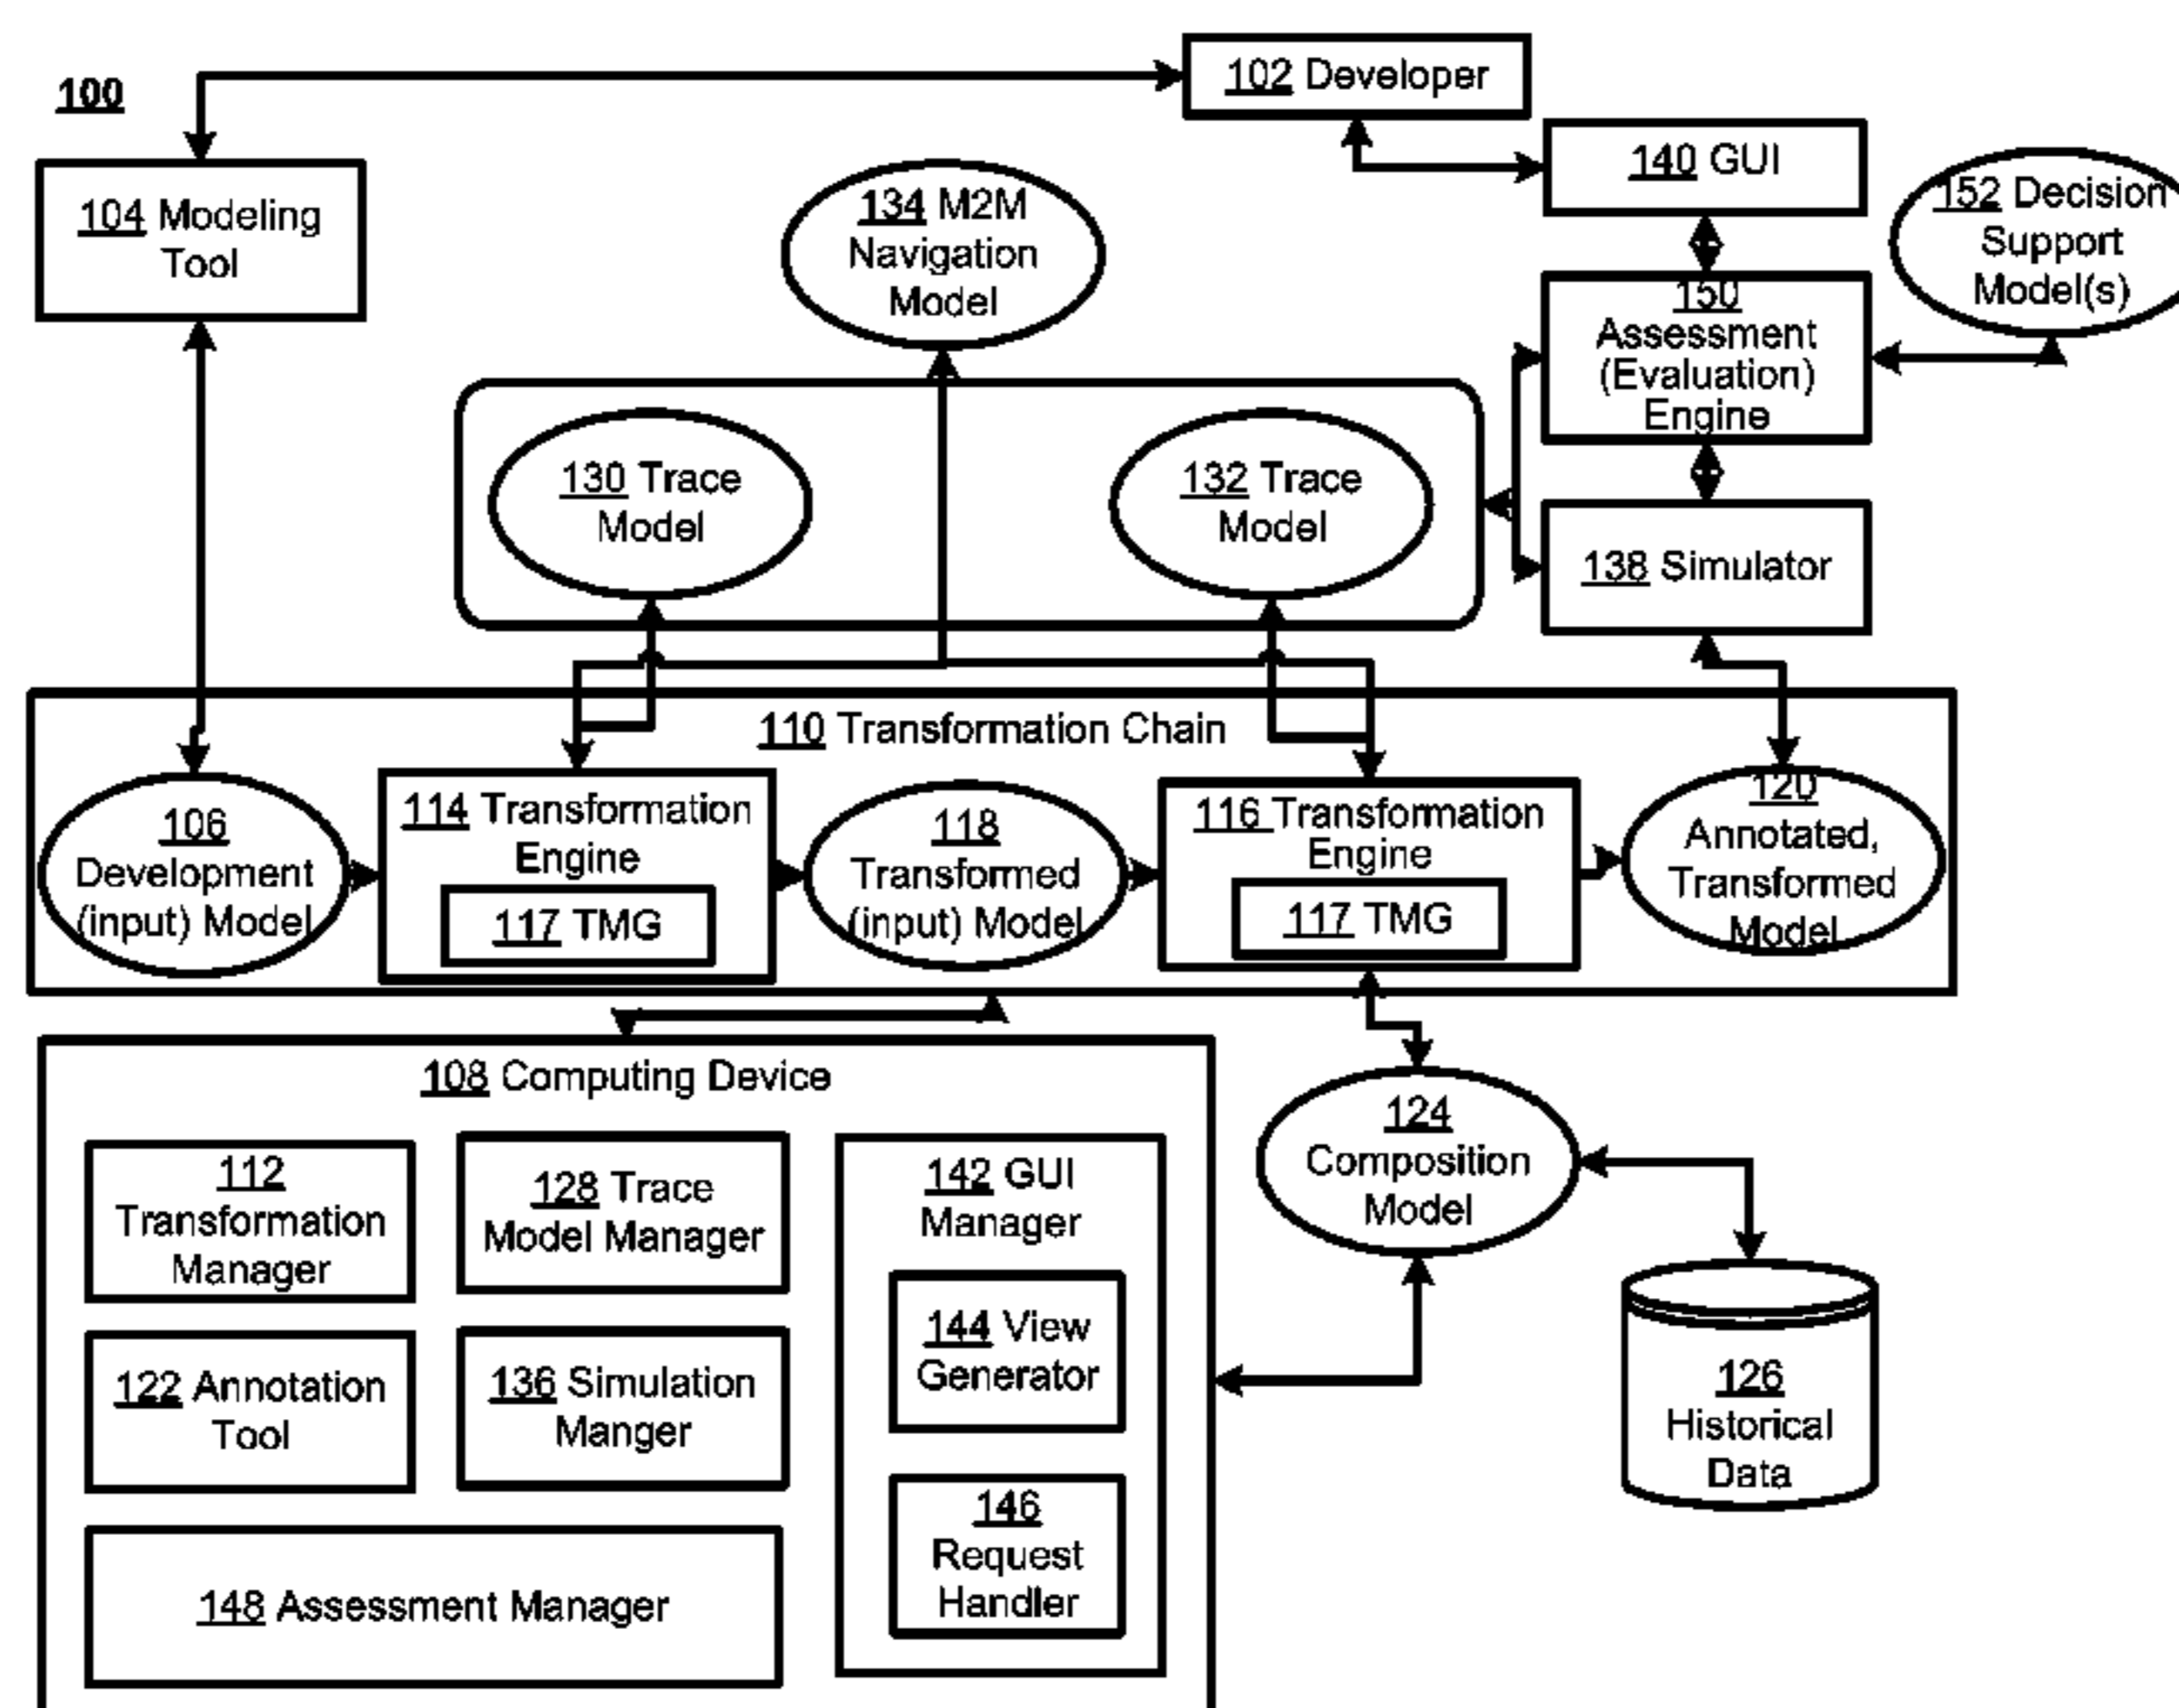 100
102 Developer
140 GUI
104 Modeling
Tool
134 M2M
Navigation
Model
152 Decision
Support
Model(s)
150
Assessment
(Evaluation)
Engine
130 Trace
Model
132 Trace
Model
138 Simulator
110 Transformation Chain
106
Development
(input) Model
114 Transformation
Engine
117 TMG
118
Transformed
(input) Model
116 Transformation
Engine
117 TMG
120
Annotated,
Transformed
Model
108 Computing Device
112
Transformation
Manager
128 Trace
Model Manager
142 GUI
Manager
124
Composition
Model
122 Annotation
Tool
136 Simulation
Manger
144 View
Generator
126
Historical
Data
146
Request
Handler
148 Assessment Manager